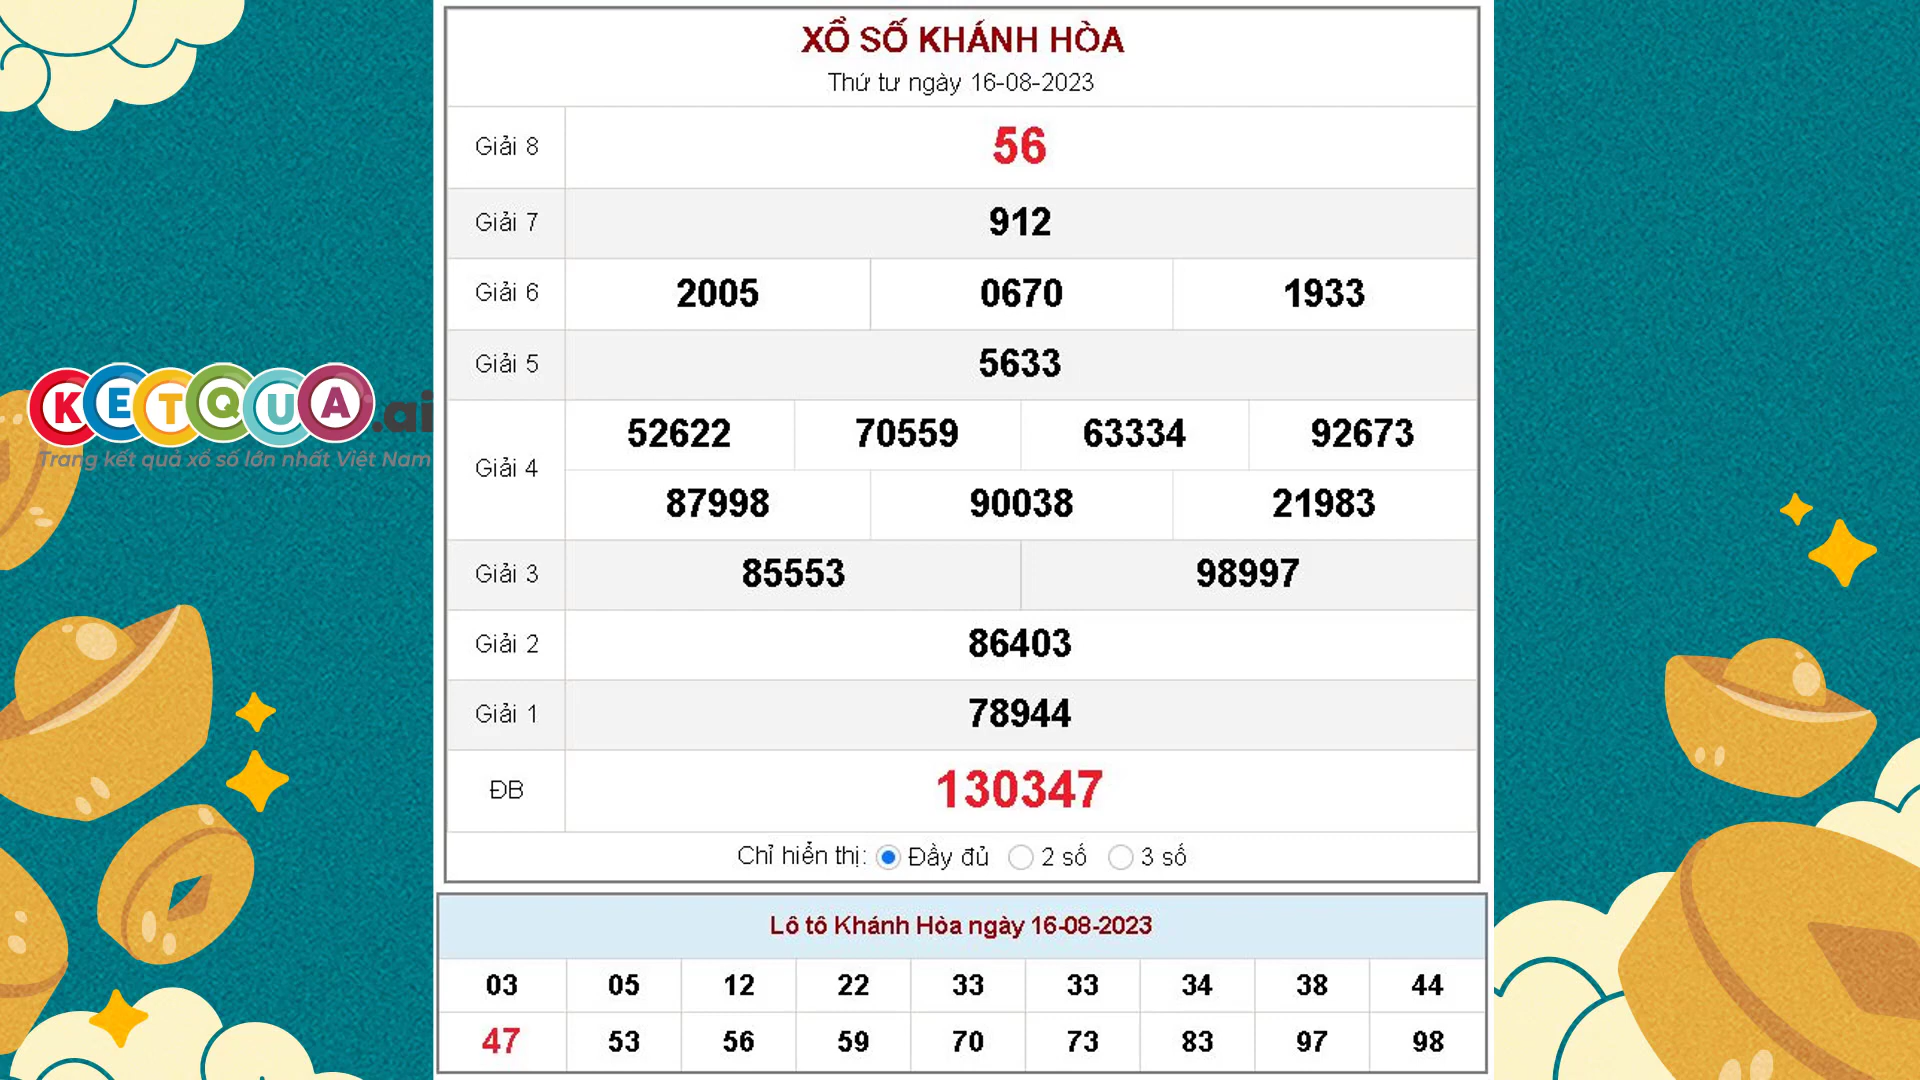 XỔ SỐ KHÁNH HÒA
Thứ tư ngày 16-08-2023
Giải 8 56
Giải 7 912
Giải 6 2005 0670 1933
Giải 5 5633
Giải 4 52622 70559 63334 92673
87998 90038 21983
Giải 3 85553 98997
Giải 2 86403
Giải 1 78944
ĐB 130347
Chỉ hiển thị: Đầy đủ 2 số 3 số
Lô tô Khánh Hòa ngày 16-08-2023
03 05 12 22 33 33 34 38 44
47 53 56 59 70 73 83 97 98
KETQUA.ai
Trang kết quả xổ số lớn nhất Việt Nam